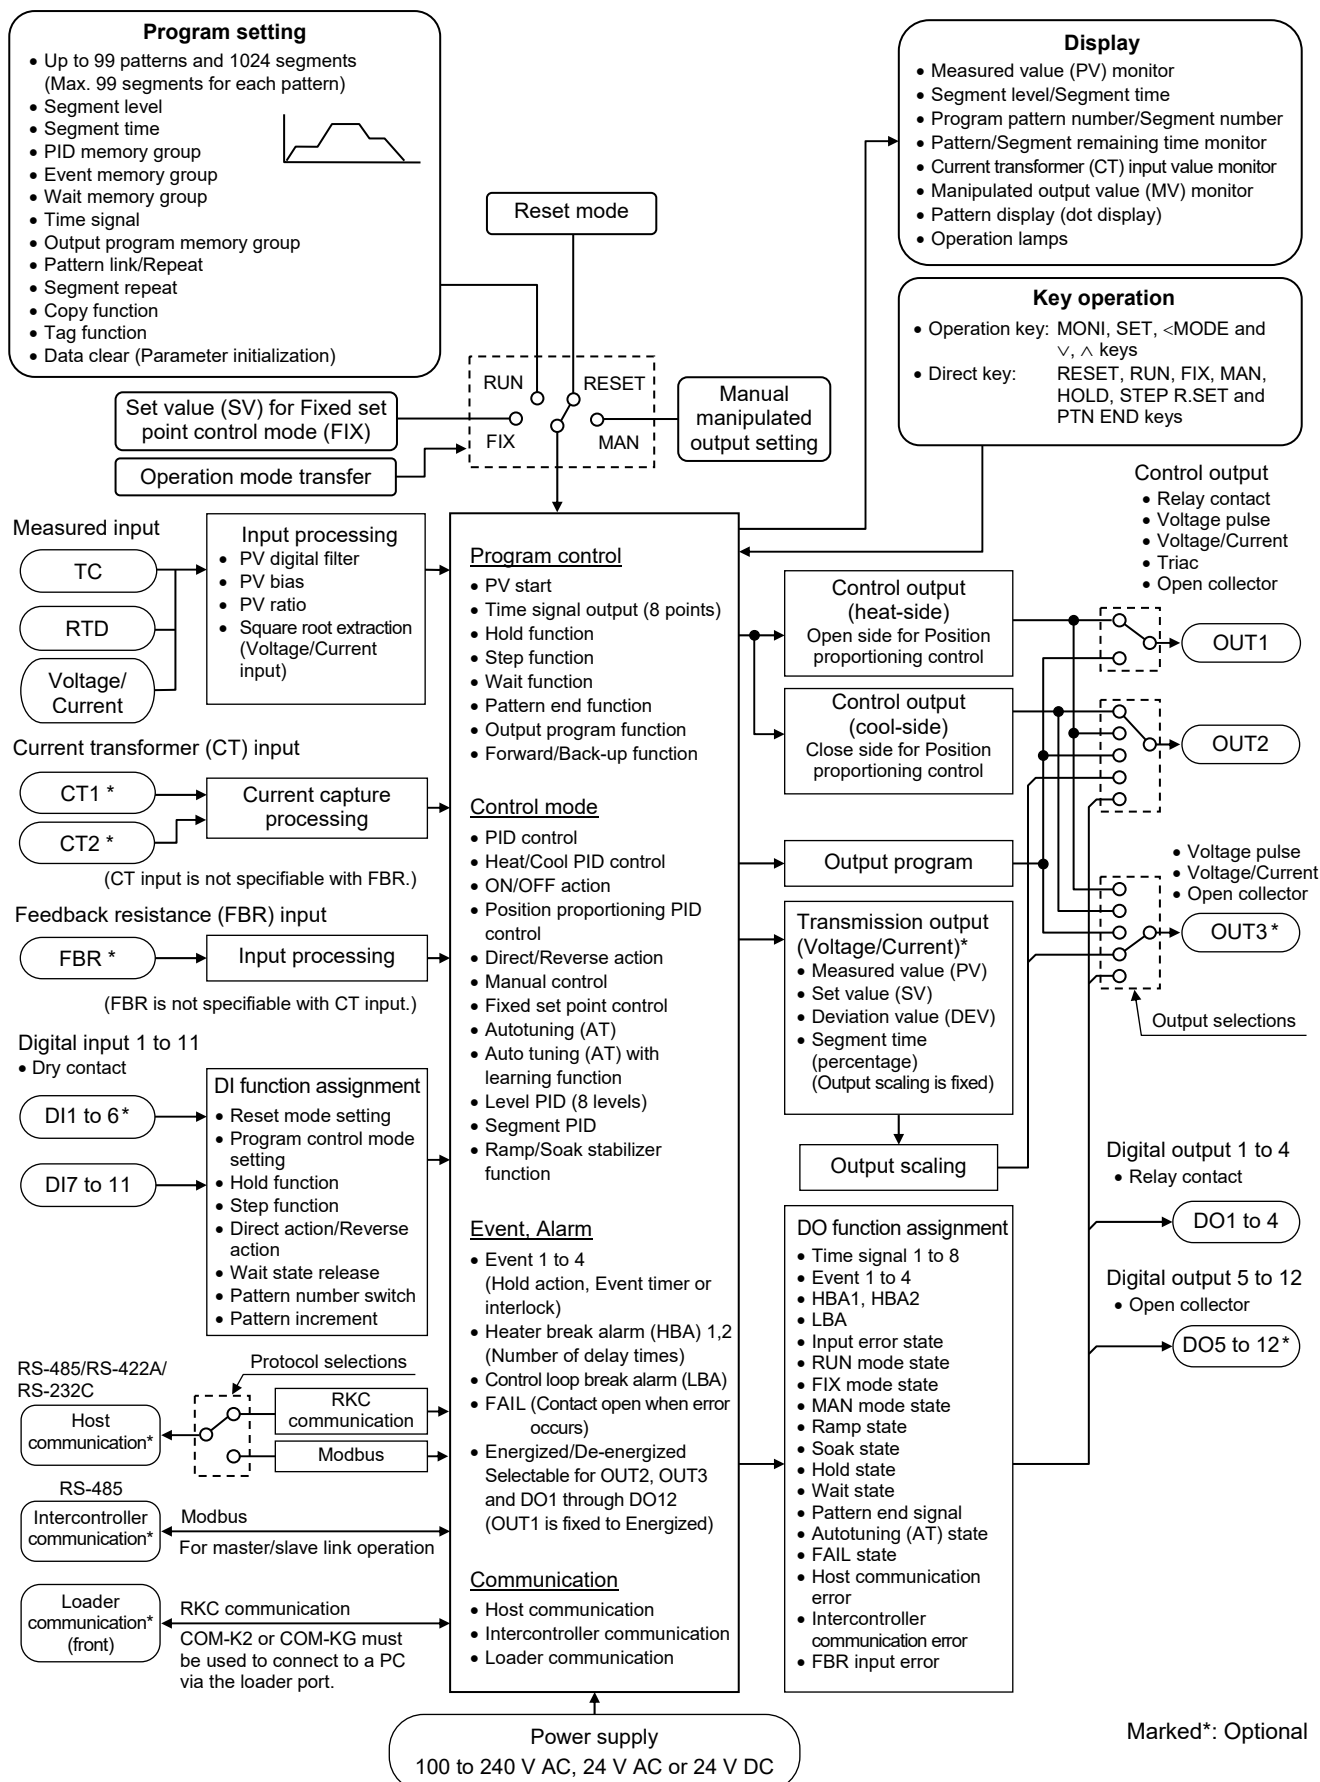 Program setting
• Up to 99 patterns and 1024 segments
(Max. 99 segments for each pattern)
• Segment level
• Segment time
• PID memory group
• Event memory group
• Wait memory group
• Time signal
• Output program memory group
• Pattern link/Repeat
• Segment repeat
• Copy function
• Tag function
• Data clear (Parameter initialization)
Display
• Measured value (PV) monitor
• Segment level/Segment time
• Program pattern number/Segment number
• Pattern/Segment remaining time monitor
• Current transformer (CT) input value monitor
• Manipulated output value (MV) monitor
• Pattern display (dot display)
• Operation lamps
Reset mode
Key operation
• Operation key: MONI, SET, <MODE and
∨, ∧ keys
• Direct key: RESET, RUN, FIX, MAN,
HOLD, STEP R.SET and
PTN END keys
RUN
RESET
FIX
MAN
Set value (SV) for Fixed set
point control mode (FIX)
Operation mode transfer
Manual
manipulated
output setting
Measured input
TC
RTD
Voltage/
Current
Input processing
• PV digital filter
• PV bias
• PV ratio
• Square root extraction
(Voltage/Current
input)
Current transformer (CT) input
CT1 *
CT2 *
Current capture
processing
(CT input is not specifiable with FBR.)
Feedback resistance (FBR) input
FBR *
Input processing
(FBR is not specifiable with CT input.)
Digital input 1 to 11
• Dry contact
DI1 to 6*
DI7 to 11
DI function assignment
• Reset mode setting
• Program control mode
setting
• Hold function
• Step function
• Direct action/Reverse
action
• Wait state release
• Pattern number switch
• Pattern increment
RS-485/RS-422A/
RS-232C
Host
communication*
Protocol selections
RKC
communication
Modbus
RS-485
Intercontroller
communication*
Modbus
For master/slave link operation
Loader
communication*
(front)
RKC communication
COM-K2 or COM-KG must
be used to connect to a PC
via the loader port.
Program control
• PV start
• Time signal output (8 points)
• Hold function
• Step function
• Wait function
• Pattern end function
• Output program function
• Forward/Back-up function
Control mode
• PID control
• Heat/Cool PID control
• ON/OFF action
• Position proportioning PID
control
• Direct/Reverse action
• Manual control
• Fixed set point control
• Autotuning (AT)
• Auto tuning (AT) with
learning function
• Level PID (8 levels)
• Segment PID
• Ramp/Soak stabilizer
function
Event, Alarm
• Event 1 to 4
(Hold action, Event timer or
interlock)
• Heater break alarm (HBA) 1,2
(Number of delay times)
• Control loop break alarm (LBA)
• FAIL (Contact open when error
occurs)
• Energized/De-energized
Selectable for OUT2, OUT3
and DO1 through DO12
(OUT1 is fixed to Energized)
Communication
• Host communication
• Intercontroller communication
• Loader communication
Power supply
100 to 240 V AC, 24 V AC or 24 V DC
Control output
(heat-side)
Open side for Position
proportioning control
Control output
(cool-side)
Close side for Position
proportioning control
Output program
Transmission output
(Voltage/Current)*
• Measured value (PV)
• Set value (SV)
• Deviation value (DEV)
• Segment time
(percentage)
(Output scaling is fixed)
Output scaling
DO function assignment
• Time signal 1 to 8
• Event 1 to 4
• HBA1, HBA2
• LBA
• Input error state
• RUN mode state
• FIX mode state
• MAN mode state
• Ramp state
• Soak state
• Hold state
• Wait state
• Pattern end signal
• Autotuning (AT) state
• FAIL state
• Host communication
error
• Intercontroller
communication error
• FBR input error
Control output
• Relay contact
• Voltage pulse
• Voltage/Current
• Triac
• Open collector
OUT1
OUT2
• Voltage pulse
• Voltage/Current
• Open collector
OUT3 *
Output selections
Digital output 1 to 4
• Relay contact
DO1 to 4
Digital output 5 to 12
• Open collector
DO5 to 12*
Marked*: Optional